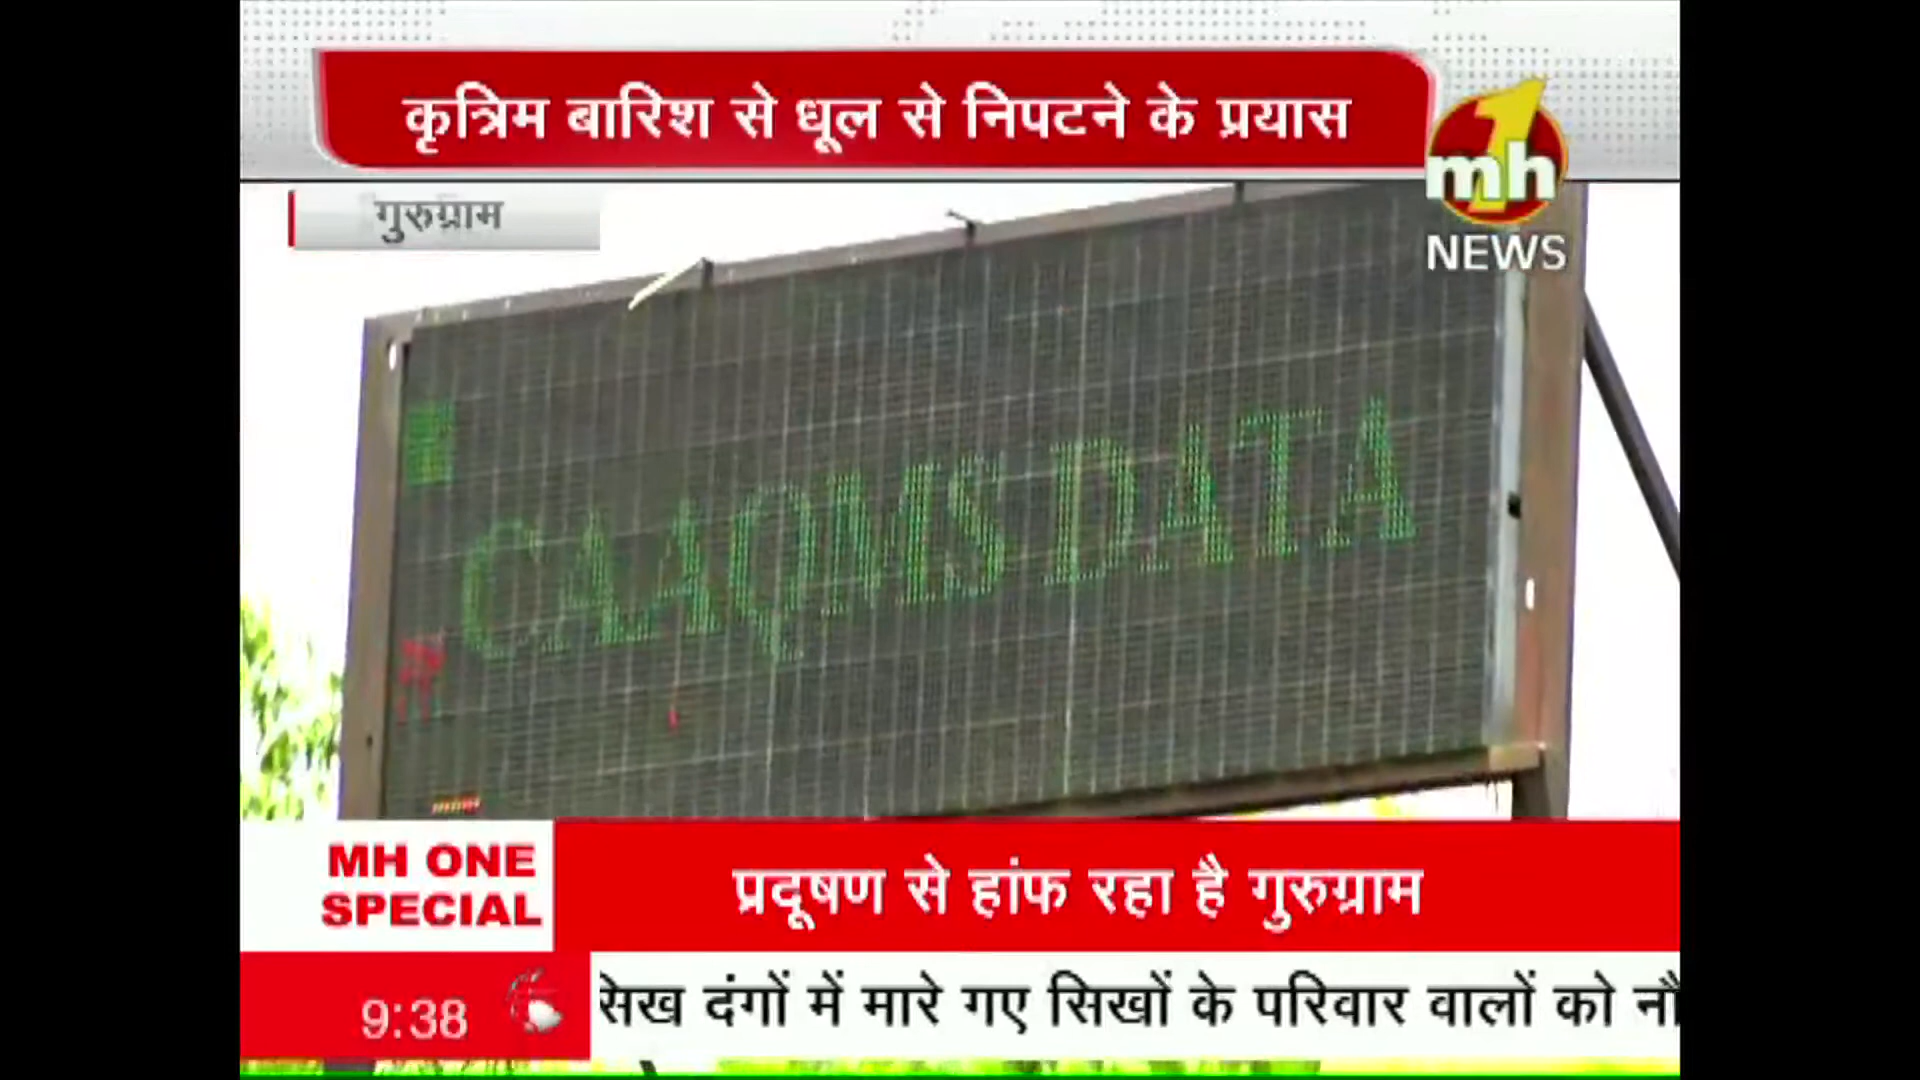 कृत्रिम बारिश से धूल से निपटने के प्रयास
1
mh
NEWS
गुरुग्राम
CAAQMS DATA
MH ONE
SPECIAL
प्रदूषण से हांफ रहा है गुरुग्राम
9:38
सिख दंगों में मारे गए सिखों के परिवार वालों को